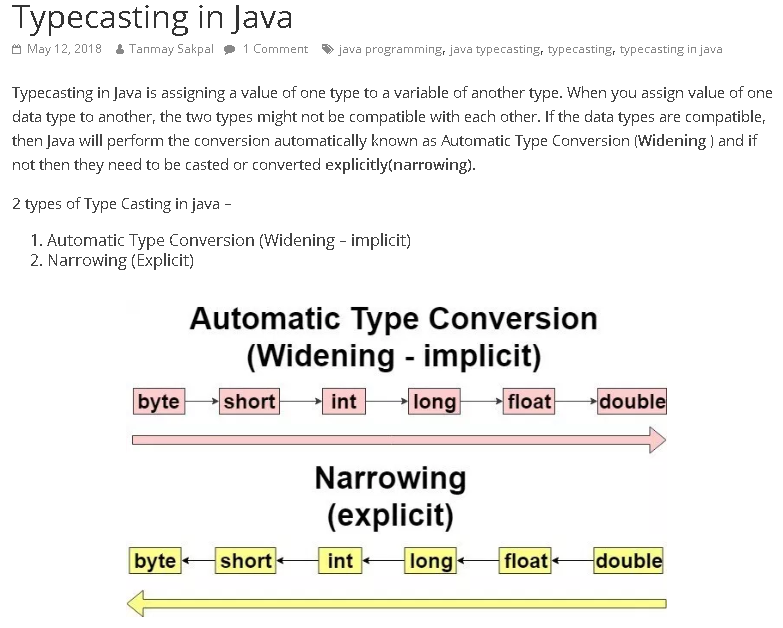 Typecasting in Java
May 12, 2018 Tanmay Sakpal 1 Comment java programming, java typecasting, typecasting, typecasting in java
Typecasting in Java is assigning a value of one type to a variable of another type. When you assign value of one
data type to another, the two types might not be compatible with each other. If the data types are compatible,
then Java will perform the conversion automatically known as Automatic Type Conversion (Widening ) and if
not then they need to be casted or converted explicitly(narrowing).
2 types of Type Casting in java –
1. Automatic Type Conversion (Widening – implicit)
2. Narrowing (Explicit)
Automatic Type Conversion
(Widening - implicit)
byte short int long float double
Narrowing
(explicit)
byte short int long float double